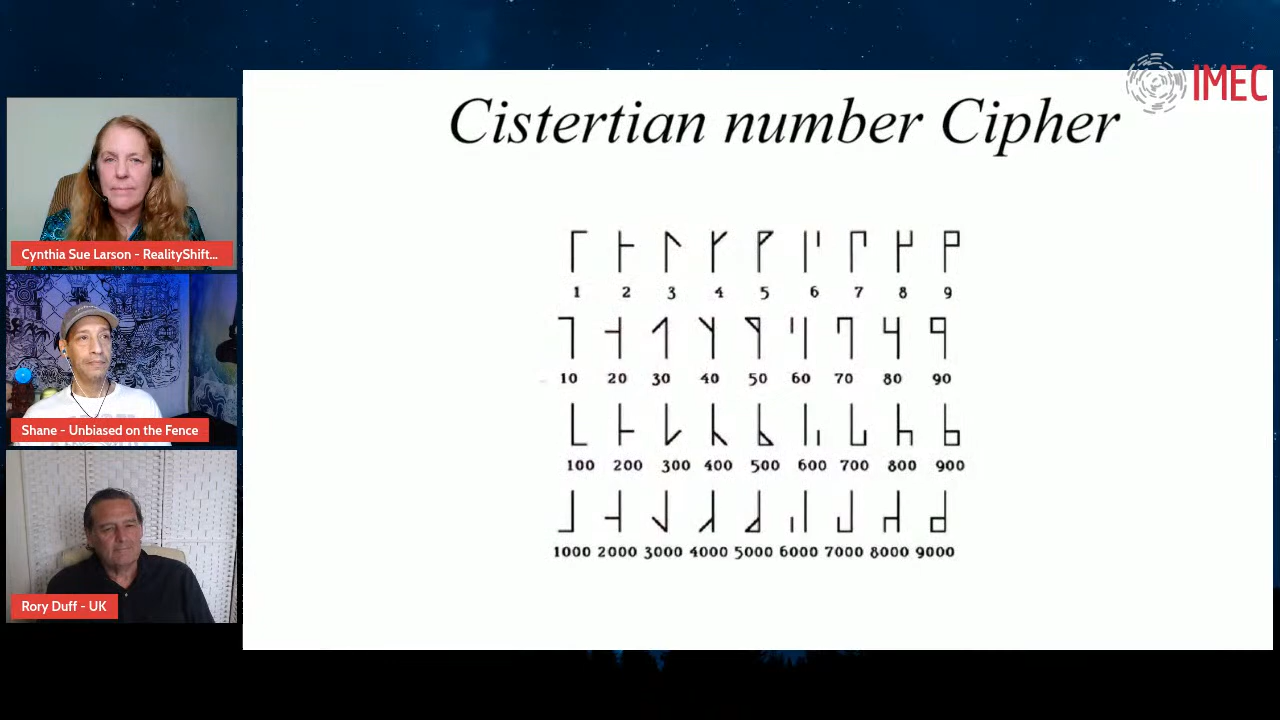 IMEC
Cistertian number Cipher
1 2 3 4 5 6 7 8 9
10 20 30 40 50 60 70 80 90
100 200 300 400 500 600 700 800 900
1000 2000 3000 4000 5000 6000 7000 8000 9000
Cynthia Sue Larson - RealityShift...
Shane - Unbiased on the Fence
Rory Duff - UK